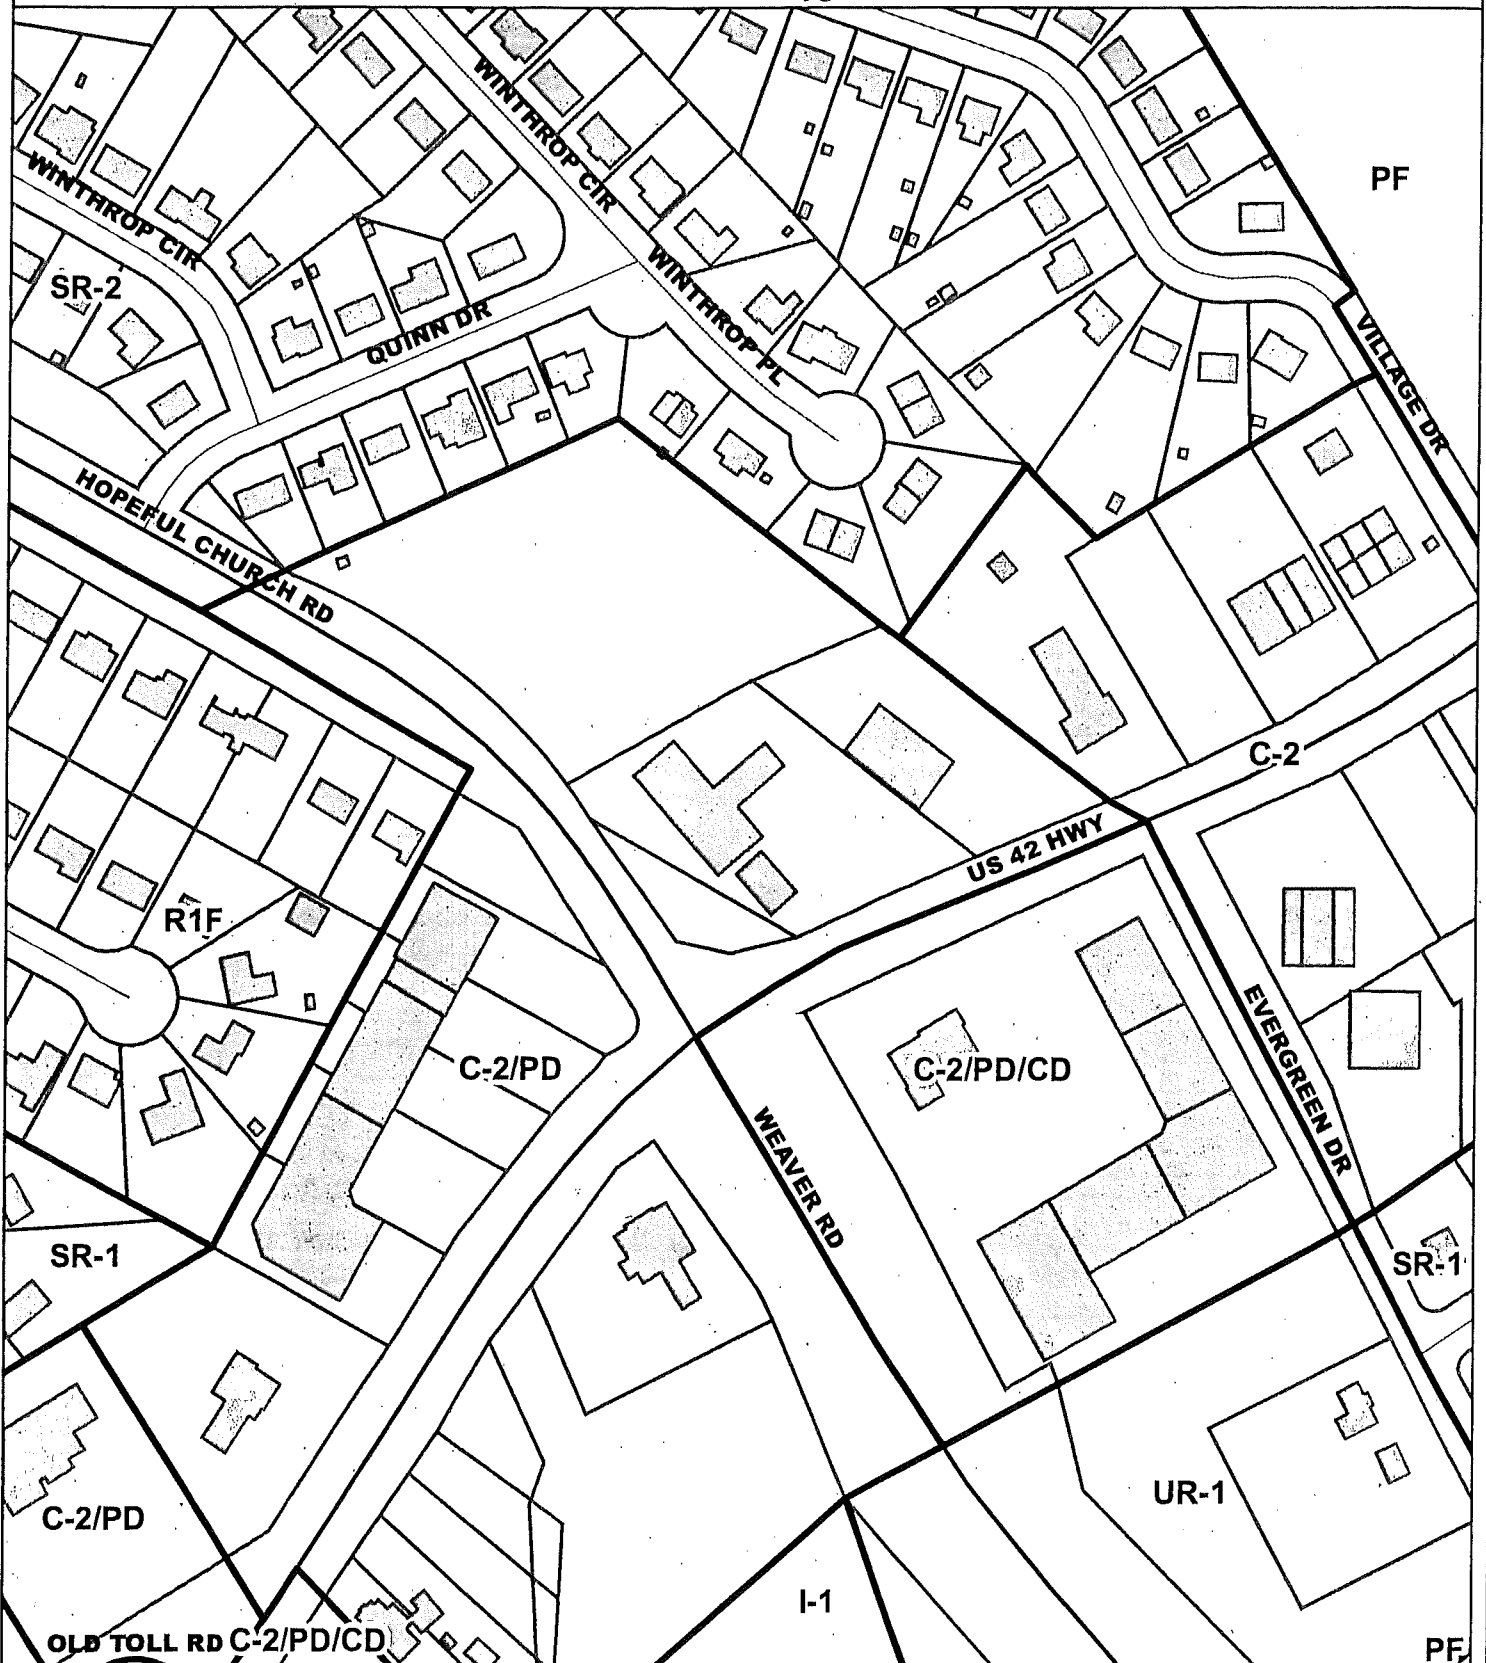 WINTHROP CIR
PF
WINTHROP CIR
SR-2
WINTHROP PL
QUINN DR
VILLAGE DR
HOPEFUL CHURCH RD
C-2
US 42 HWY
R1F
EVERGREEN DR
C-2/PD
C-2/PD/CD
WEAVER RD
SR-1
SR-1
UR-1
C-2/PD
I-1
OLD TOLL RD C-2/PD/CD
PF